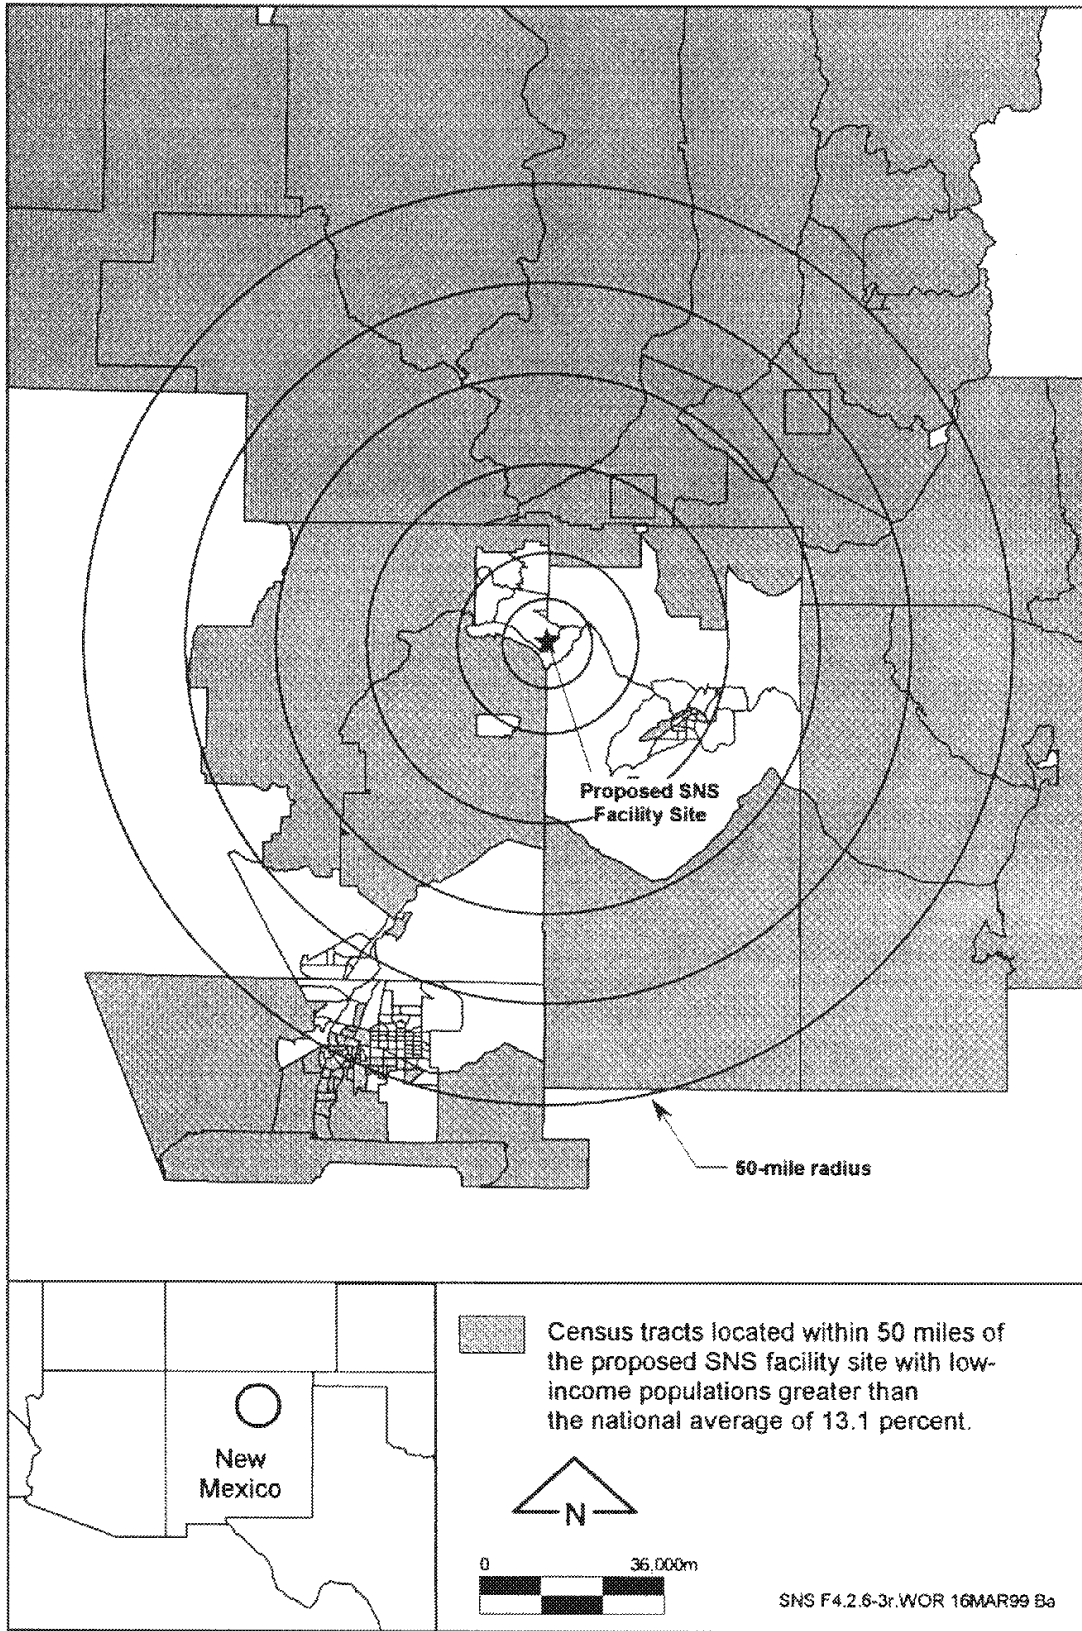 Proposed SNS
Facility Site
50-mile radius
Census tracts located within 50 miles of
the proposed SNS facility site with low-
income populations greater than
the national average of 13.1 percent.
New
Mexico
N
0 36,000m
SNS F4.2.6-3r.WOR 16MAR99 Ba